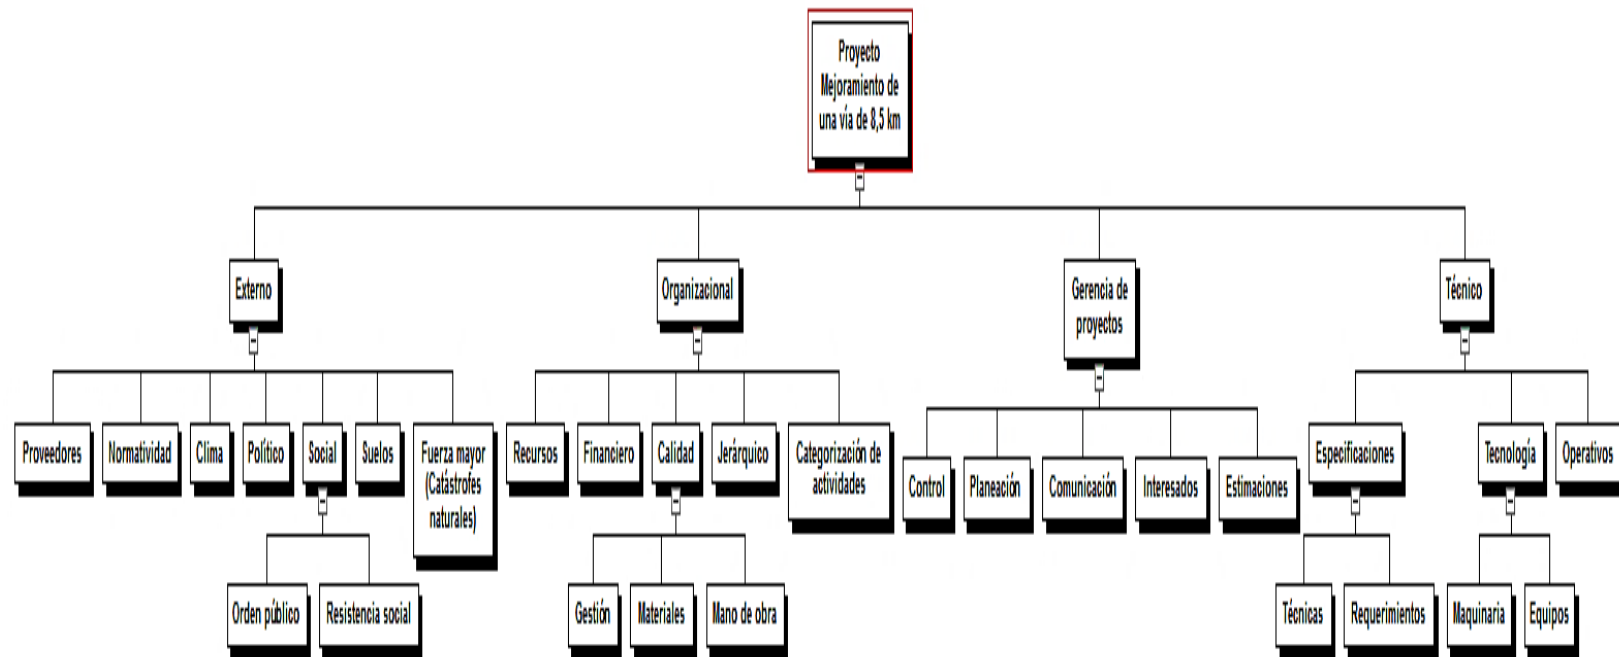 Proyecto
Mejoramiento de
una vía de 8,5 km
Externo
Organizacional
Gerencia de
proyectos
Técnico
Proveedores
Normatividad
Clima
Político
Social
Suelos
Fuerza mayor
(Catástrofes
naturales)
Recursos
Financiero
Calidad
Jerárquico
Categorización de
actividades
Control
Planeación
Comunicación
Interesados
Estimaciones
Especificaciones
Tecnología
Operativos
Orden público
Resistencia social
Gestión
Materiales
Mano de obra
Técnicas
Requerimientos
Maquinaria
Equipos